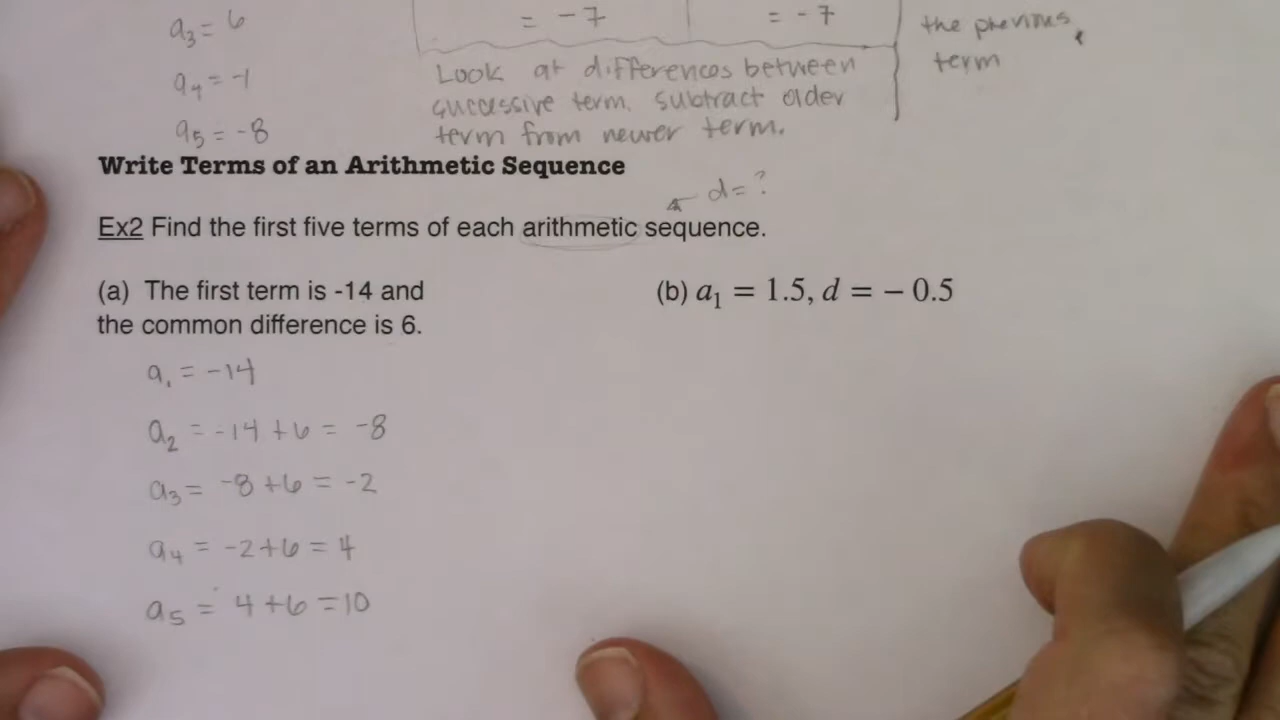 a₃ = 6
= -7
= -7
the previous
term
a₄ = -1
a₅ = -8
Look at differences between
successive term, subtract older
term from newer term.
Write Terms of an Arithmetic Sequence
d = ?
Ex2 Find the first five terms of each arithmetic sequence.
(a) The first term is -14 and
the common difference is 6.
a₁ = -14
a₂ = -14 + 6 = -8
a₃ = -8 + 6 = -2
a₄ = -2 + 6 = 4
a₅ = 4 + 6 = 10
(b) a₁ = 1.5, d = − 0.5